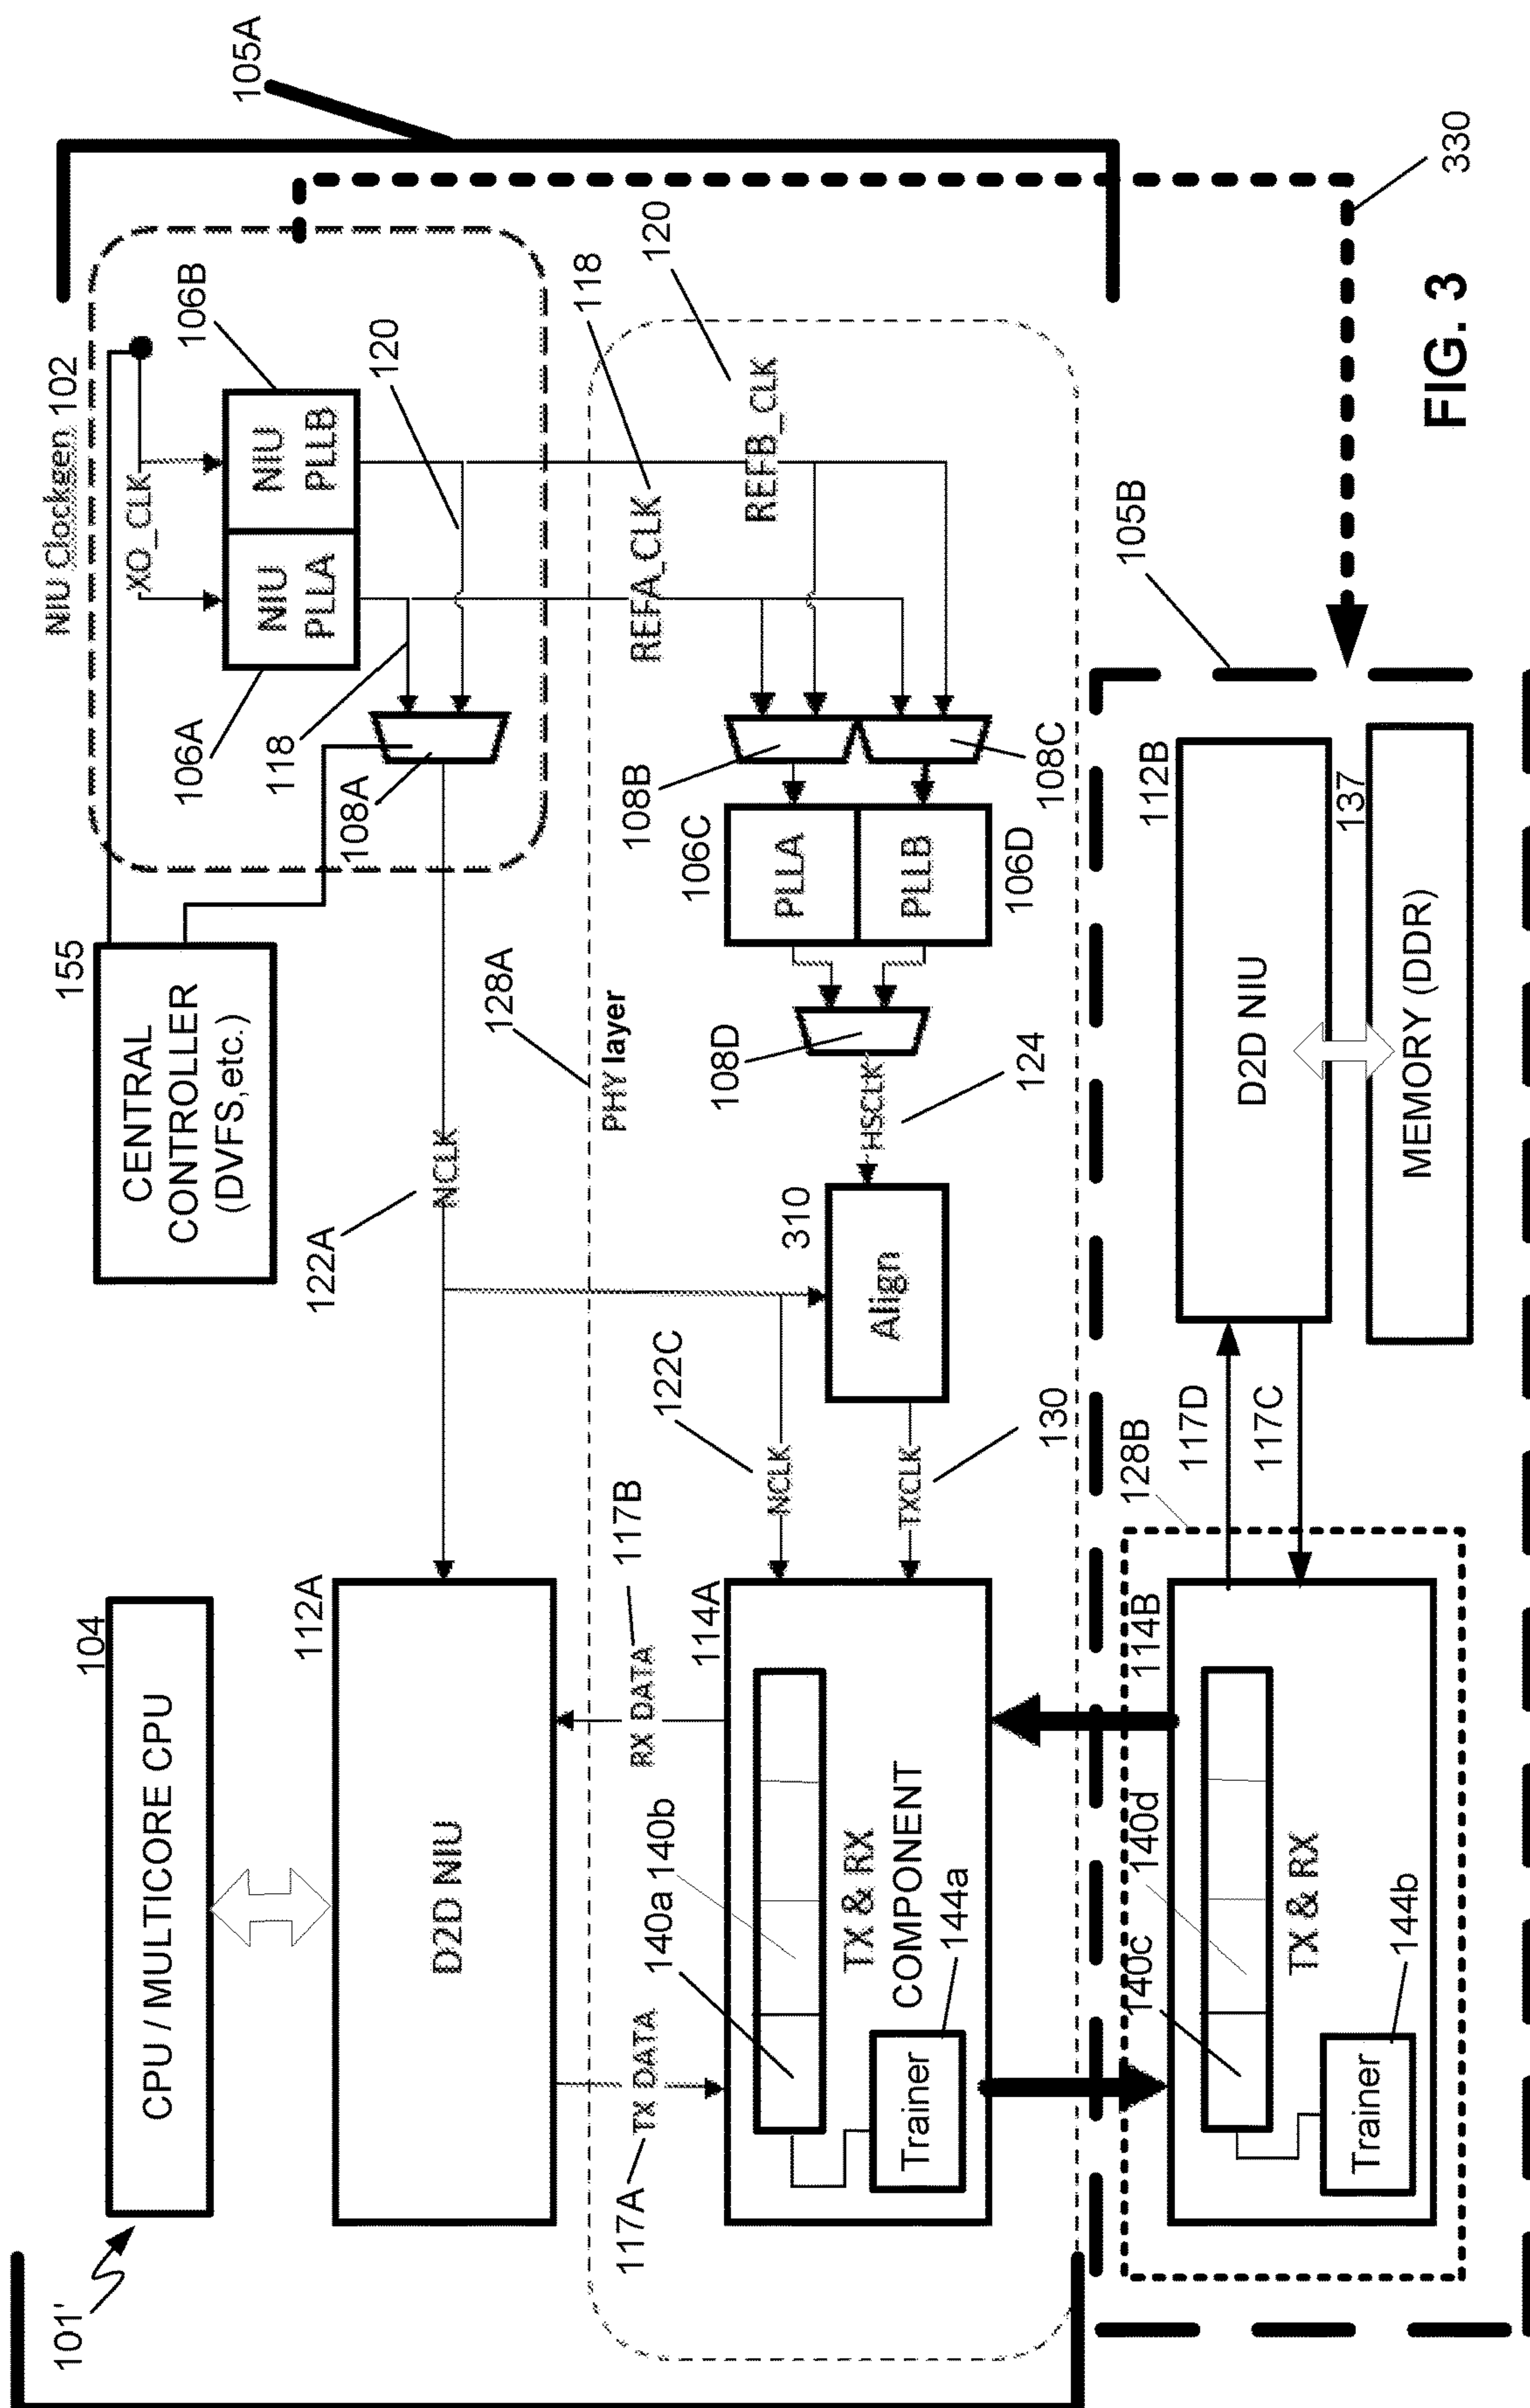 101'
104
CPU / MULTICORE CPU
155
CENTRAL
CONTROLLER
(DVFS,etc.)
NIU Clockgen 102
XO_CLK
NIU
PLLA
NIU
PLLB
106A
106B
118
120
108A
105A
112A
D2D NIU
122A
NCLK
128A
PHY layer
117A
TX DATA
RX DATA
117B
REFA_CLK
118
REFB_CLK
120
122C
NCLK
TXCLK
130
310
Align
HSCLK
124
108D
106C
PLLA
PLLB
106D
108B
108C
114A
140a
140b
TX & RX
COMPONENT
Trainer
144a
128B
114B
140c
140d
TX & RX
Trainer
144b
117D
117C
105B
112B
D2D NIU
137
MEMORY (DDR)
330
FIG. 3